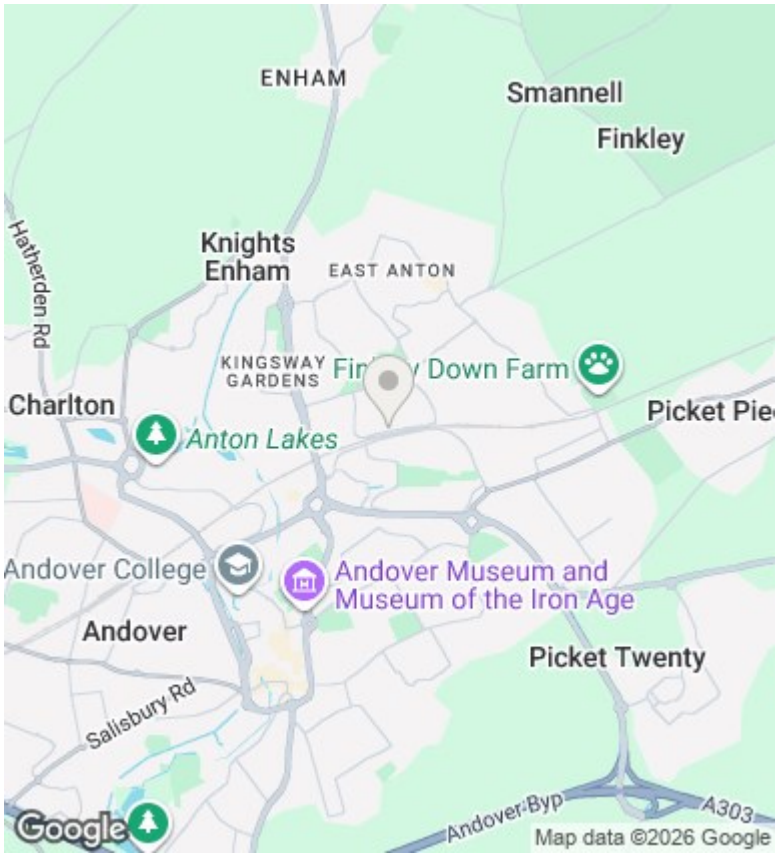 ENHAM
Smannell
Finkley
Hatherden Rd
Knights
Enham
EAST ANTON
KINGSWAY
GARDENS
Down Farm
Charlton
Picket
Anton Lakes
Andover College
Andover Museum and
Museum of the Iron Age
Andover
Picket Twenty
Salisbury Rd
Andover Byp
A303
Google
Map data ©2026 Google